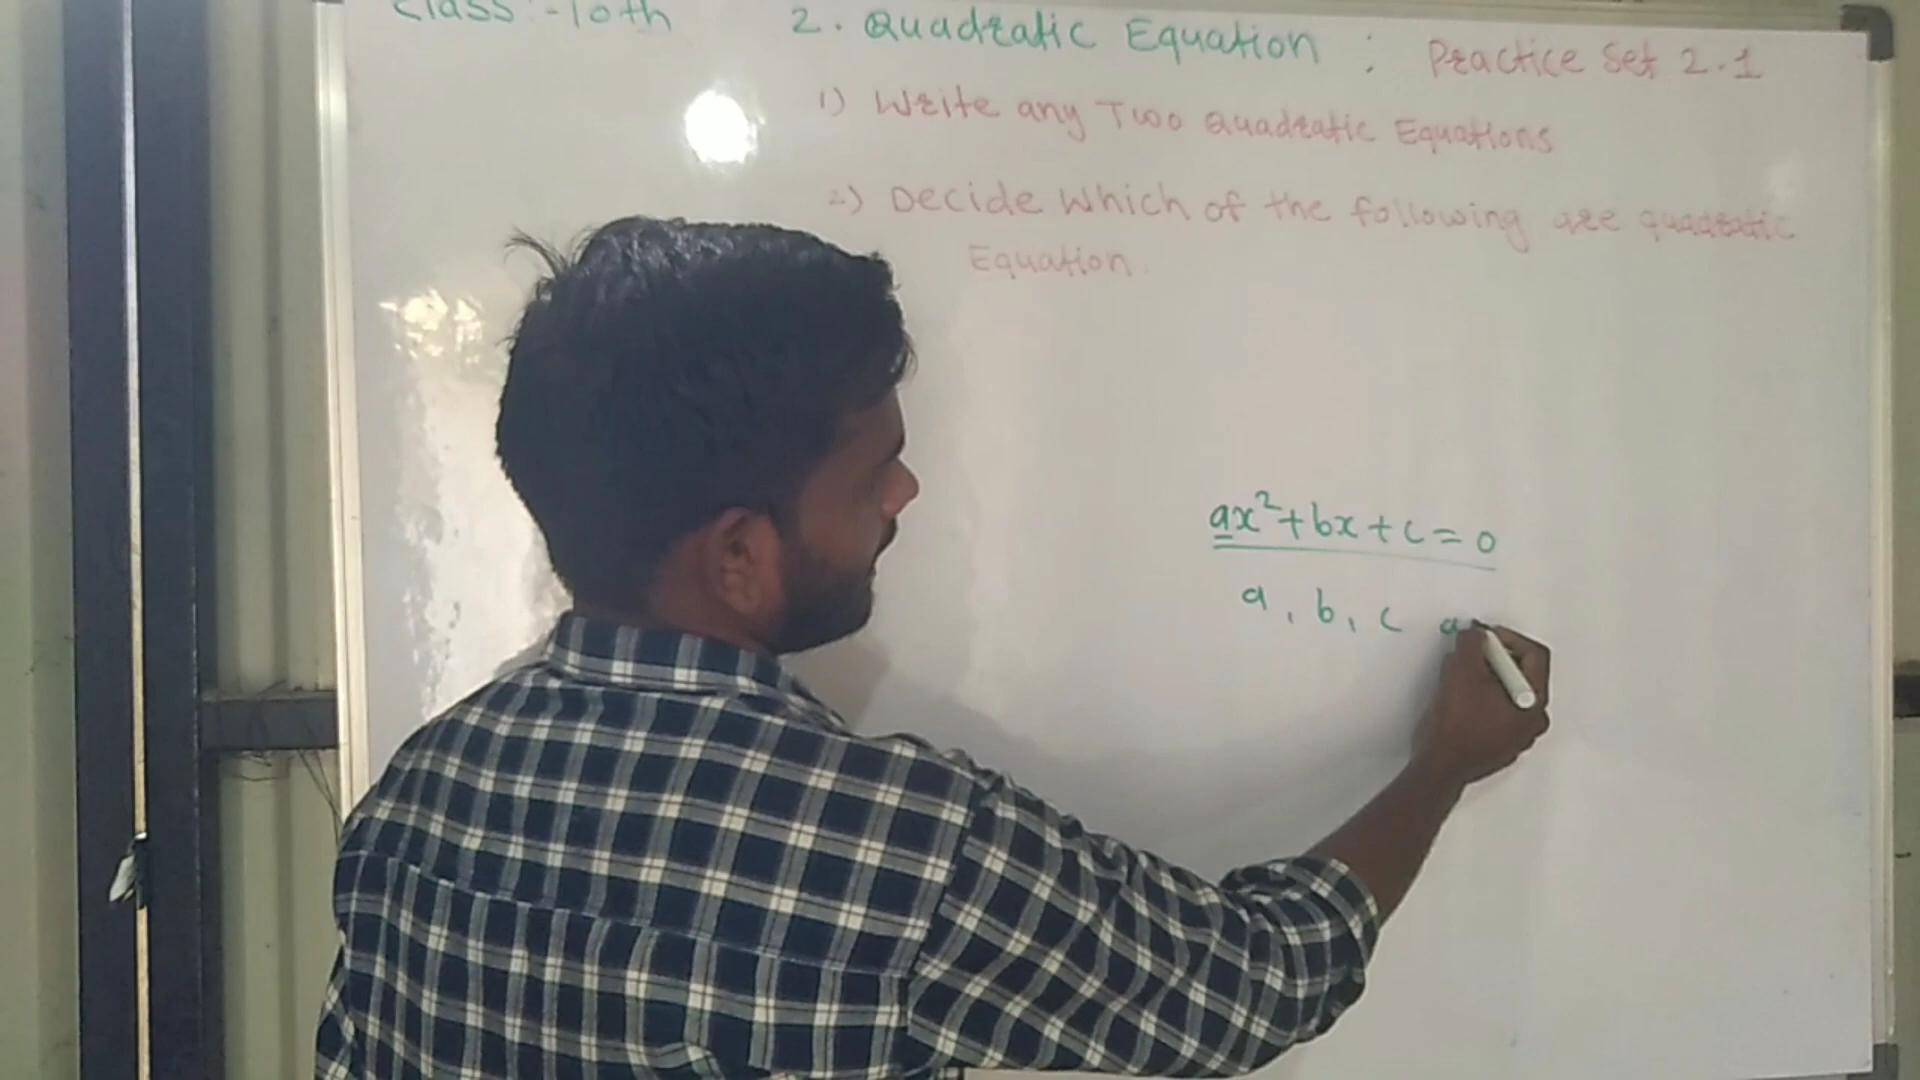 Class :- 10th 2. Quadratic Equation : Practice Set 2.1
1) Write any Two Quadratic Equations
2) Decide Which of the following are quadratic
Equation.
ax²+bx+c=0
a, b, c